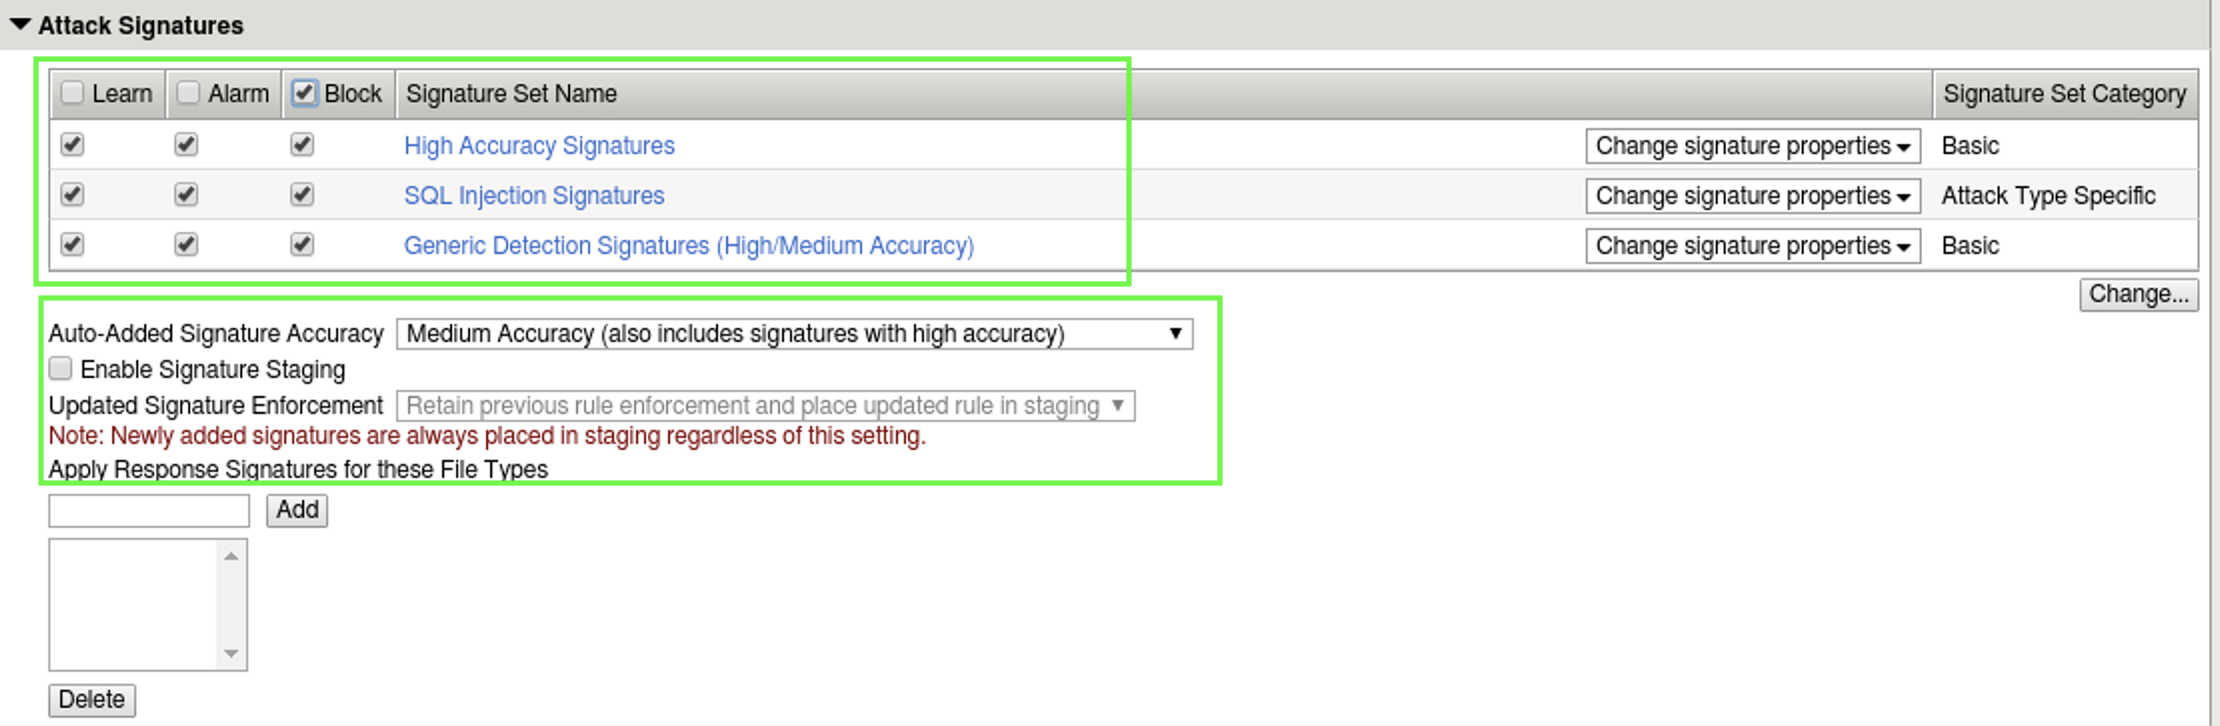 Attack Signatures
Learn Alarm Block Signature Set Name Signature Set Category
High Accuracy Signatures Change signature properties Basic
SQL Injection Signatures Change signature properties Attack Type Specific
Generic Detection Signatures (High/Medium Accuracy) Change signature properties Basic
Change...
Auto-Added Signature Accuracy Medium Accuracy (also includes signatures with high accuracy)
Enable Signature Staging
Updated Signature Enforcement Retain previous rule enforcement and place updated rule in staging
Note: Newly added signatures are always placed in staging regardless of this setting.
Apply Response Signatures for these File Types
Add
Delete